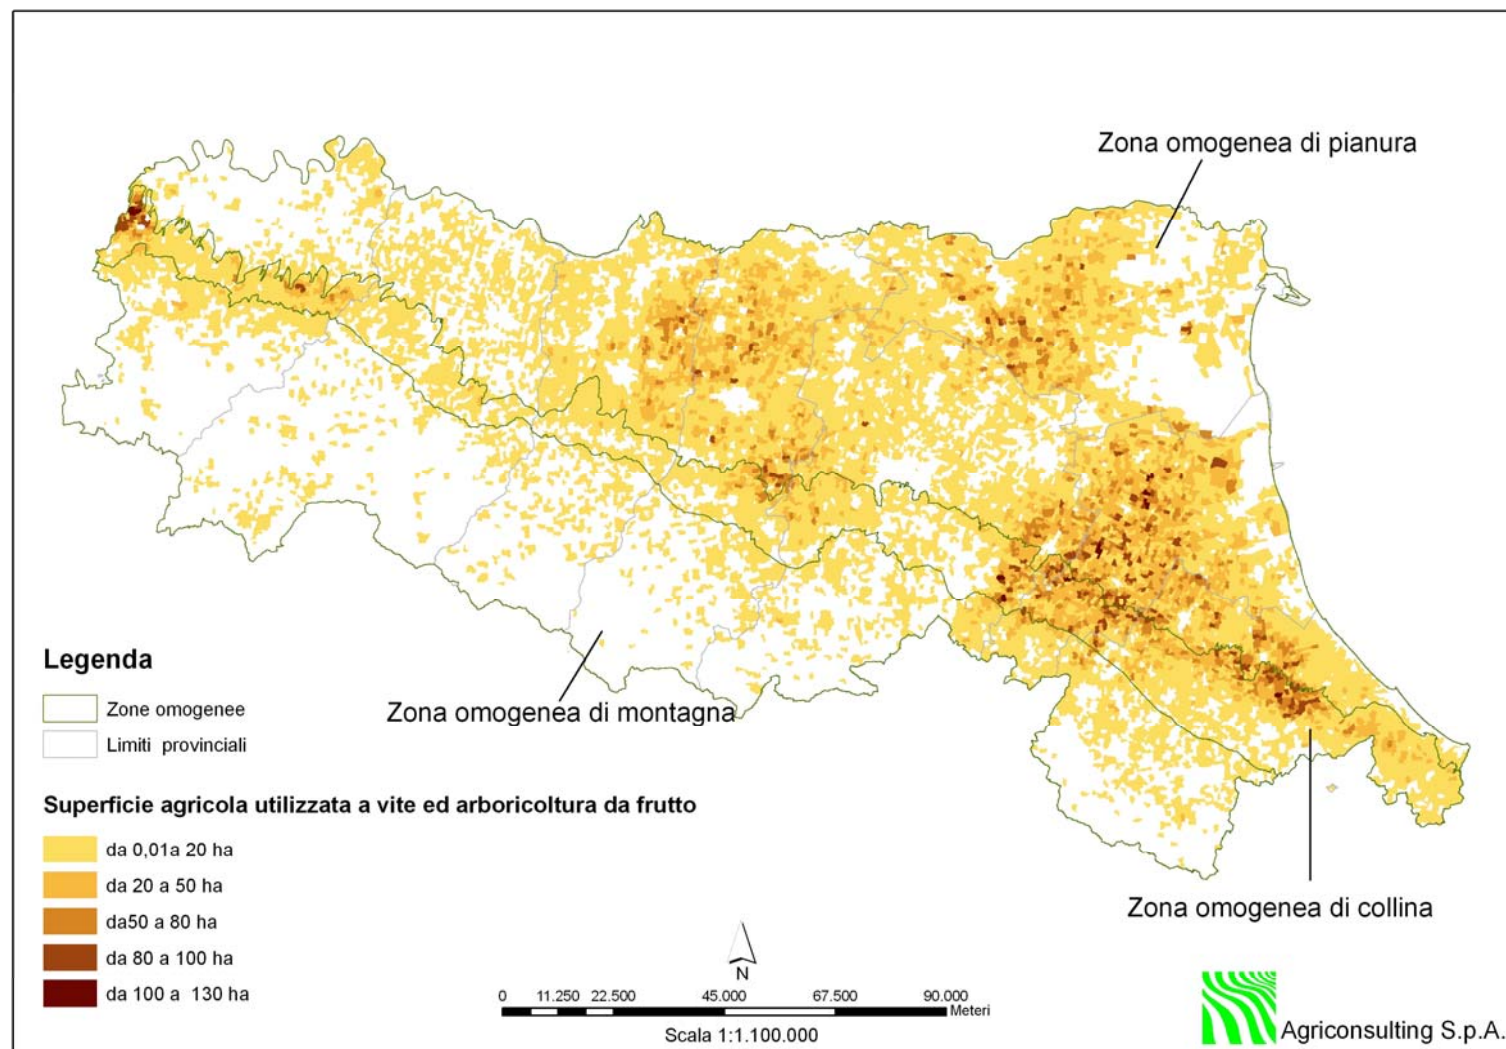 Zona omogenea di pianura
Zona omogenea di montagna
Zona omogenea di collina
Legenda
Zone omogenee
Limiti provinciali
Superficie agricola utilizzata a vite ed arboricoltura da frutto
da 0,01a 20 ha
da 20 a 50 ha
da50 a 80 ha
da 80 a 100 ha
da 100 a 130 ha
N
0 11.250 22.500 45.000 67.500 90.000
Meteri
Scala 1:1.100.000
Agriconsulting S.p.A.